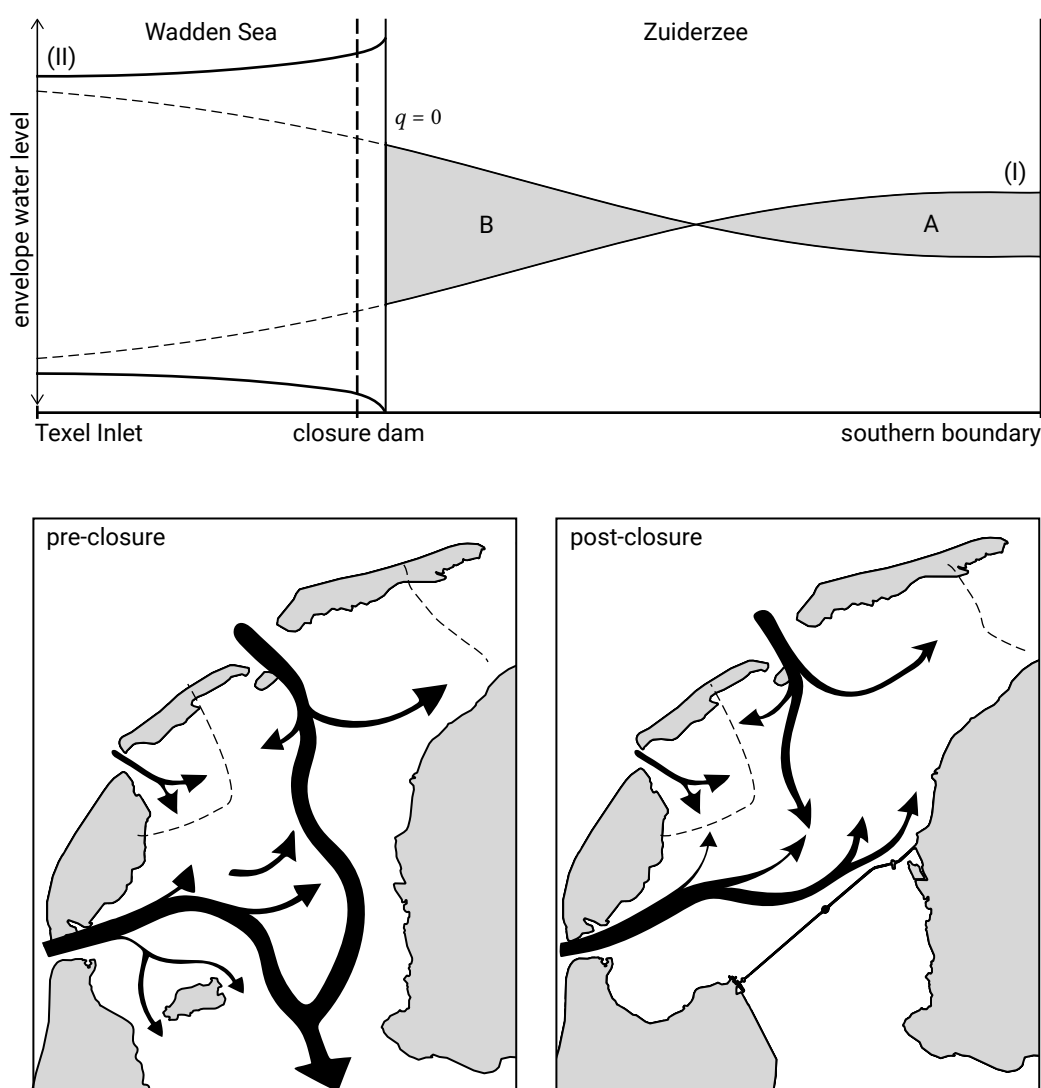 Wadden Sea
Zuiderzee
(II)
q = 0
envelope water level
(I)
B
A
Texel Inlet
closure dam
southern boundary
pre-closure
post-closure